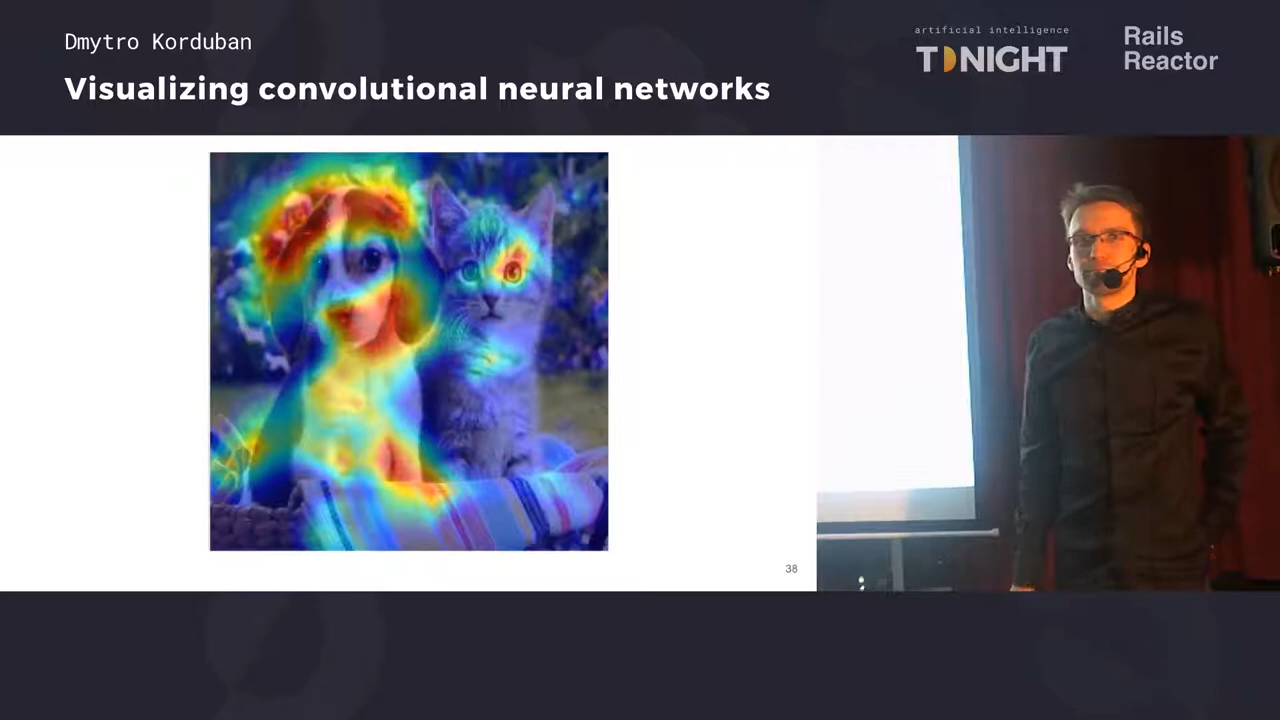 Dmytro Korduban
Visualizing convolutional neural networks
artificial intelligence
TONIGHT
Rails
Reactor
38